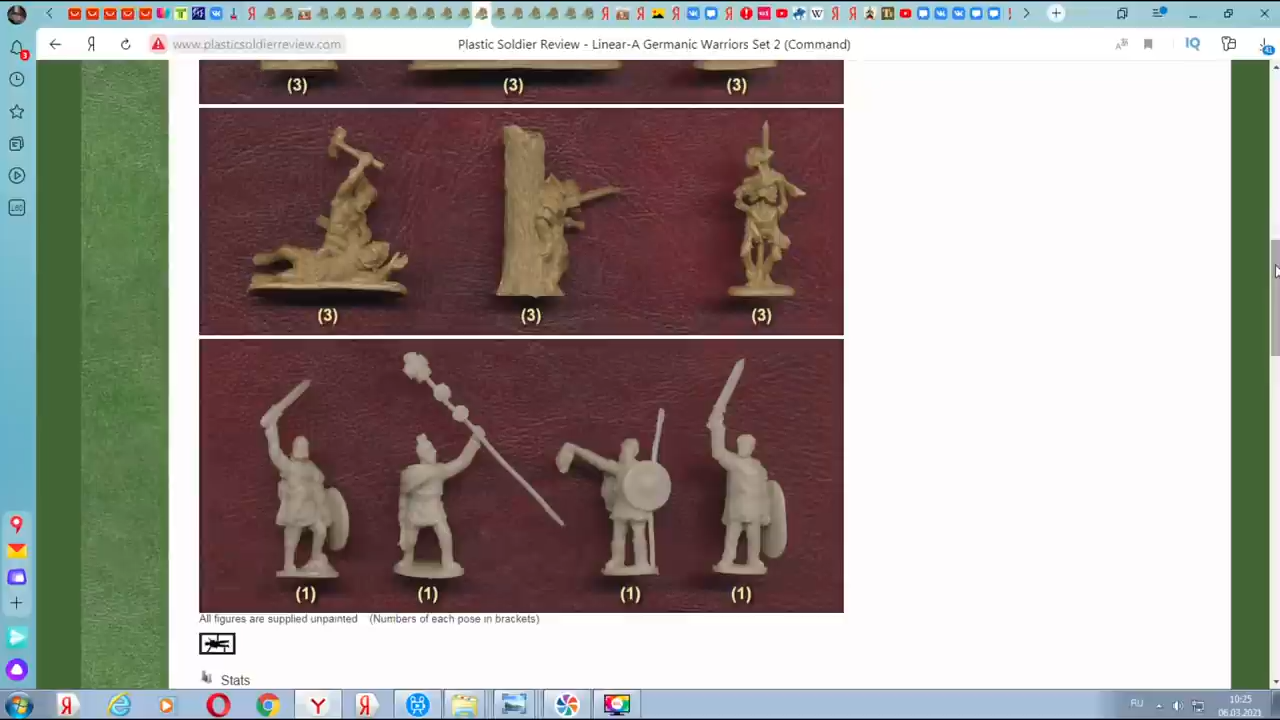 www.plasticsoldierreview.com
Plastic Soldier Review - Linear-A Germanic Warriors Set 2 (Command)
(3) (3) (3)
(3) (3) (3)
(1) (1) (1) (1)
All figures are supplied unpainted (Numbers of each pose in brackets)
Stats
RU
10:25
06.03.2021